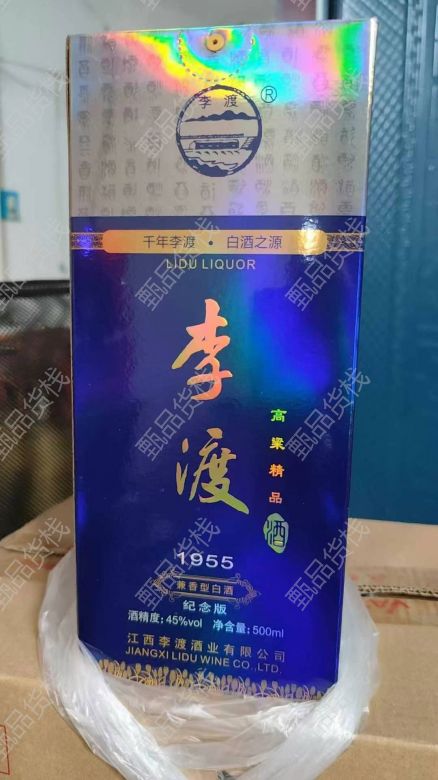 李渡
®
千年李渡·白酒之源
LIDU LIQUOR
李渡
高粱精品
酒
1955
兼香型白酒
纪念版
酒精度:45%vol 净含量:500ml
江西李渡酒业有限公司
JIANGXI LIDU WINE CO.,LTD.
甄品货栈